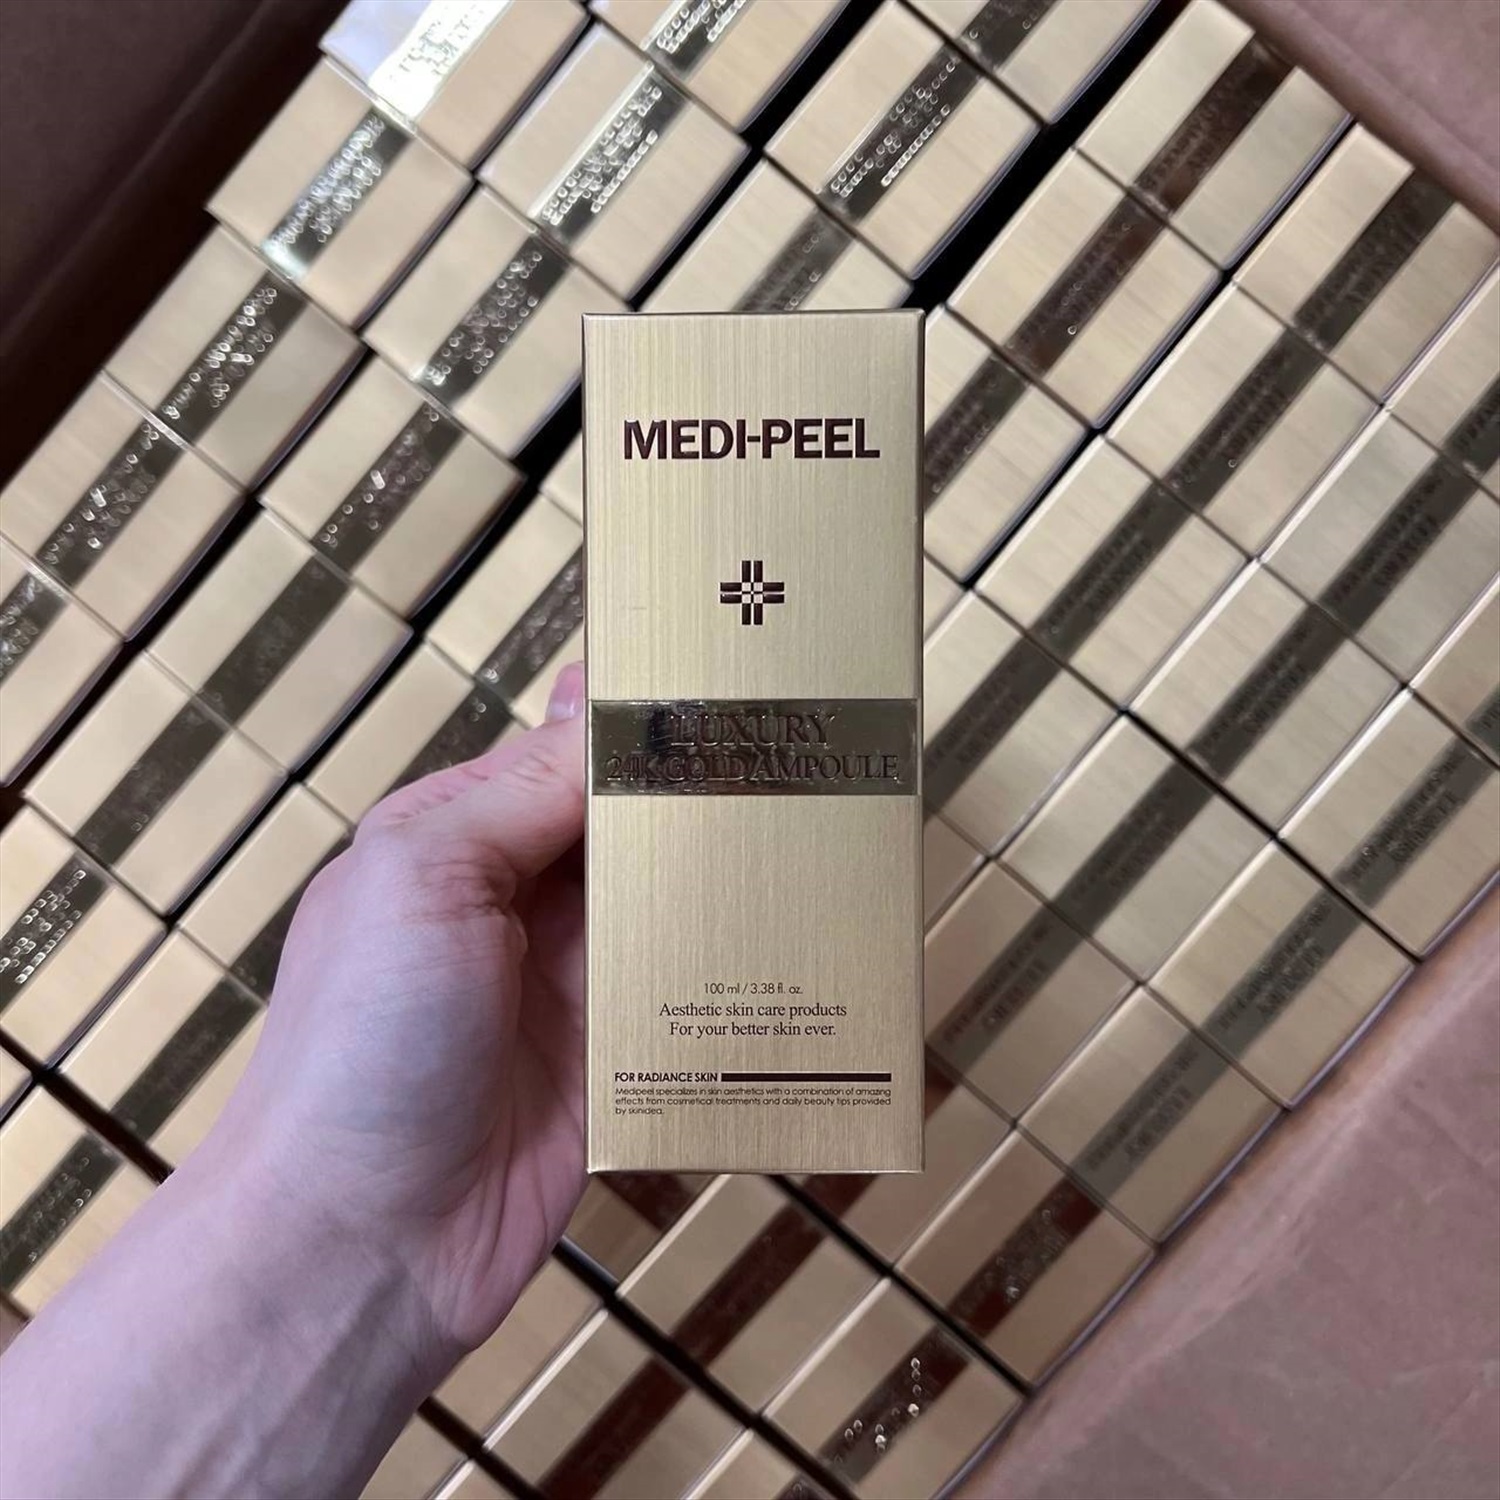 MEDI-PEEL
LUXURY
24K GOLD AMPOULE
100 ml / 3.38 fl. oz.
Aesthetic skin care products
For your better skin ever.
FOR RADIANCE SKIN
Medipeel specializes in skin aesthetics with a combination of amazing
effects from cosmetical treatments and daily beauty tips provided
by skinidea.